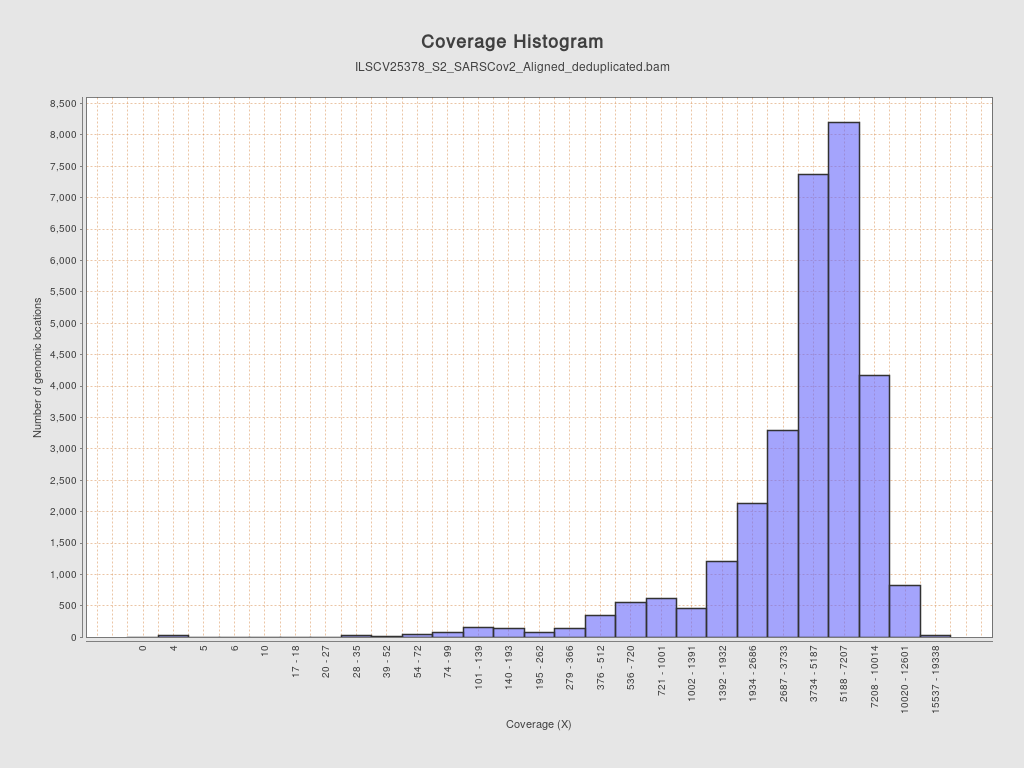 Coverage Histogram
ILSCV25378_S2_SARSCov2_Aligned_deduplicated.bam
8,500
8,000
7,500
7,000
6,500
6,000
5,500
5,000
4,500
4,000
3,500
3,000
2,500
2,000
1,500
1,000
500
0
Number of genomic locations
0
4
5
6
10
17 - 18
20 - 27
28 - 35
39 - 52
54 - 72
74 - 99
101 - 139
140 - 193
195 - 262
279 - 366
376 - 512
536 - 720
721 - 1001
1002 - 1391
1392 - 1932
1934 - 2686
2687 - 3733
3734 - 5187
5188 - 7207
7208 - 10014
10020 - 12601
15537 - 19338
Coverage (X)